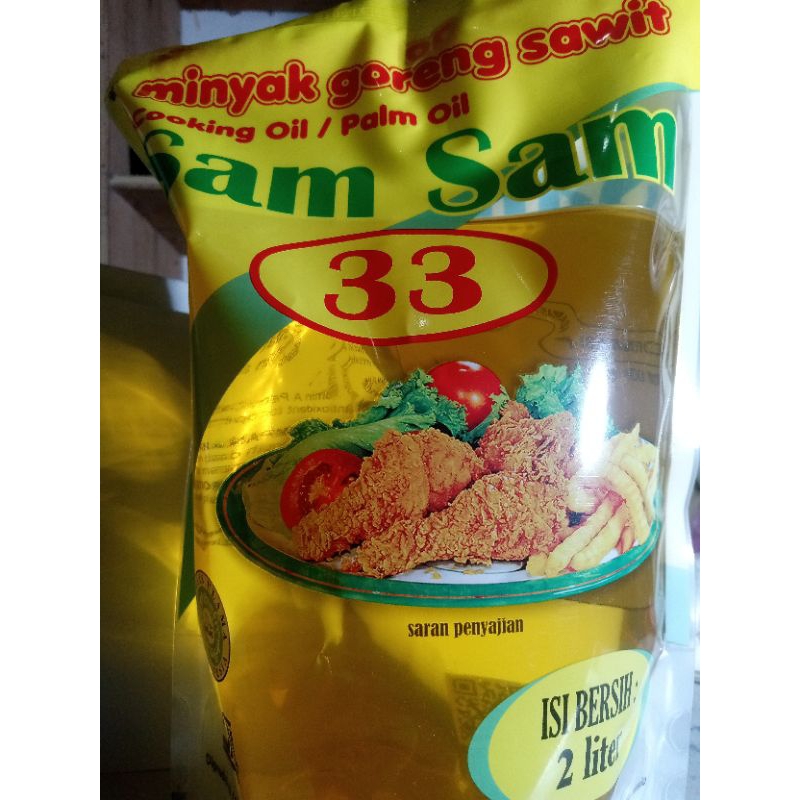 minyak goreng sawit
Cooking Oil / Palm Oil
Sam Sam
33
saran penyajian
ISI BERSIH :
2 liter